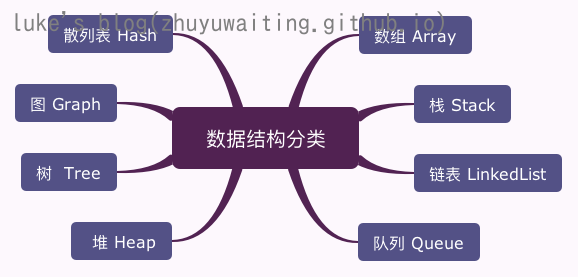 luke's blog(zhuyuwaiting.github.io)
散列表 Hash
数组 Array
图 Graph
栈 Stack
数据结构分类
树 Tree
链表 LinkedList
堆 Heap
队列 Queue